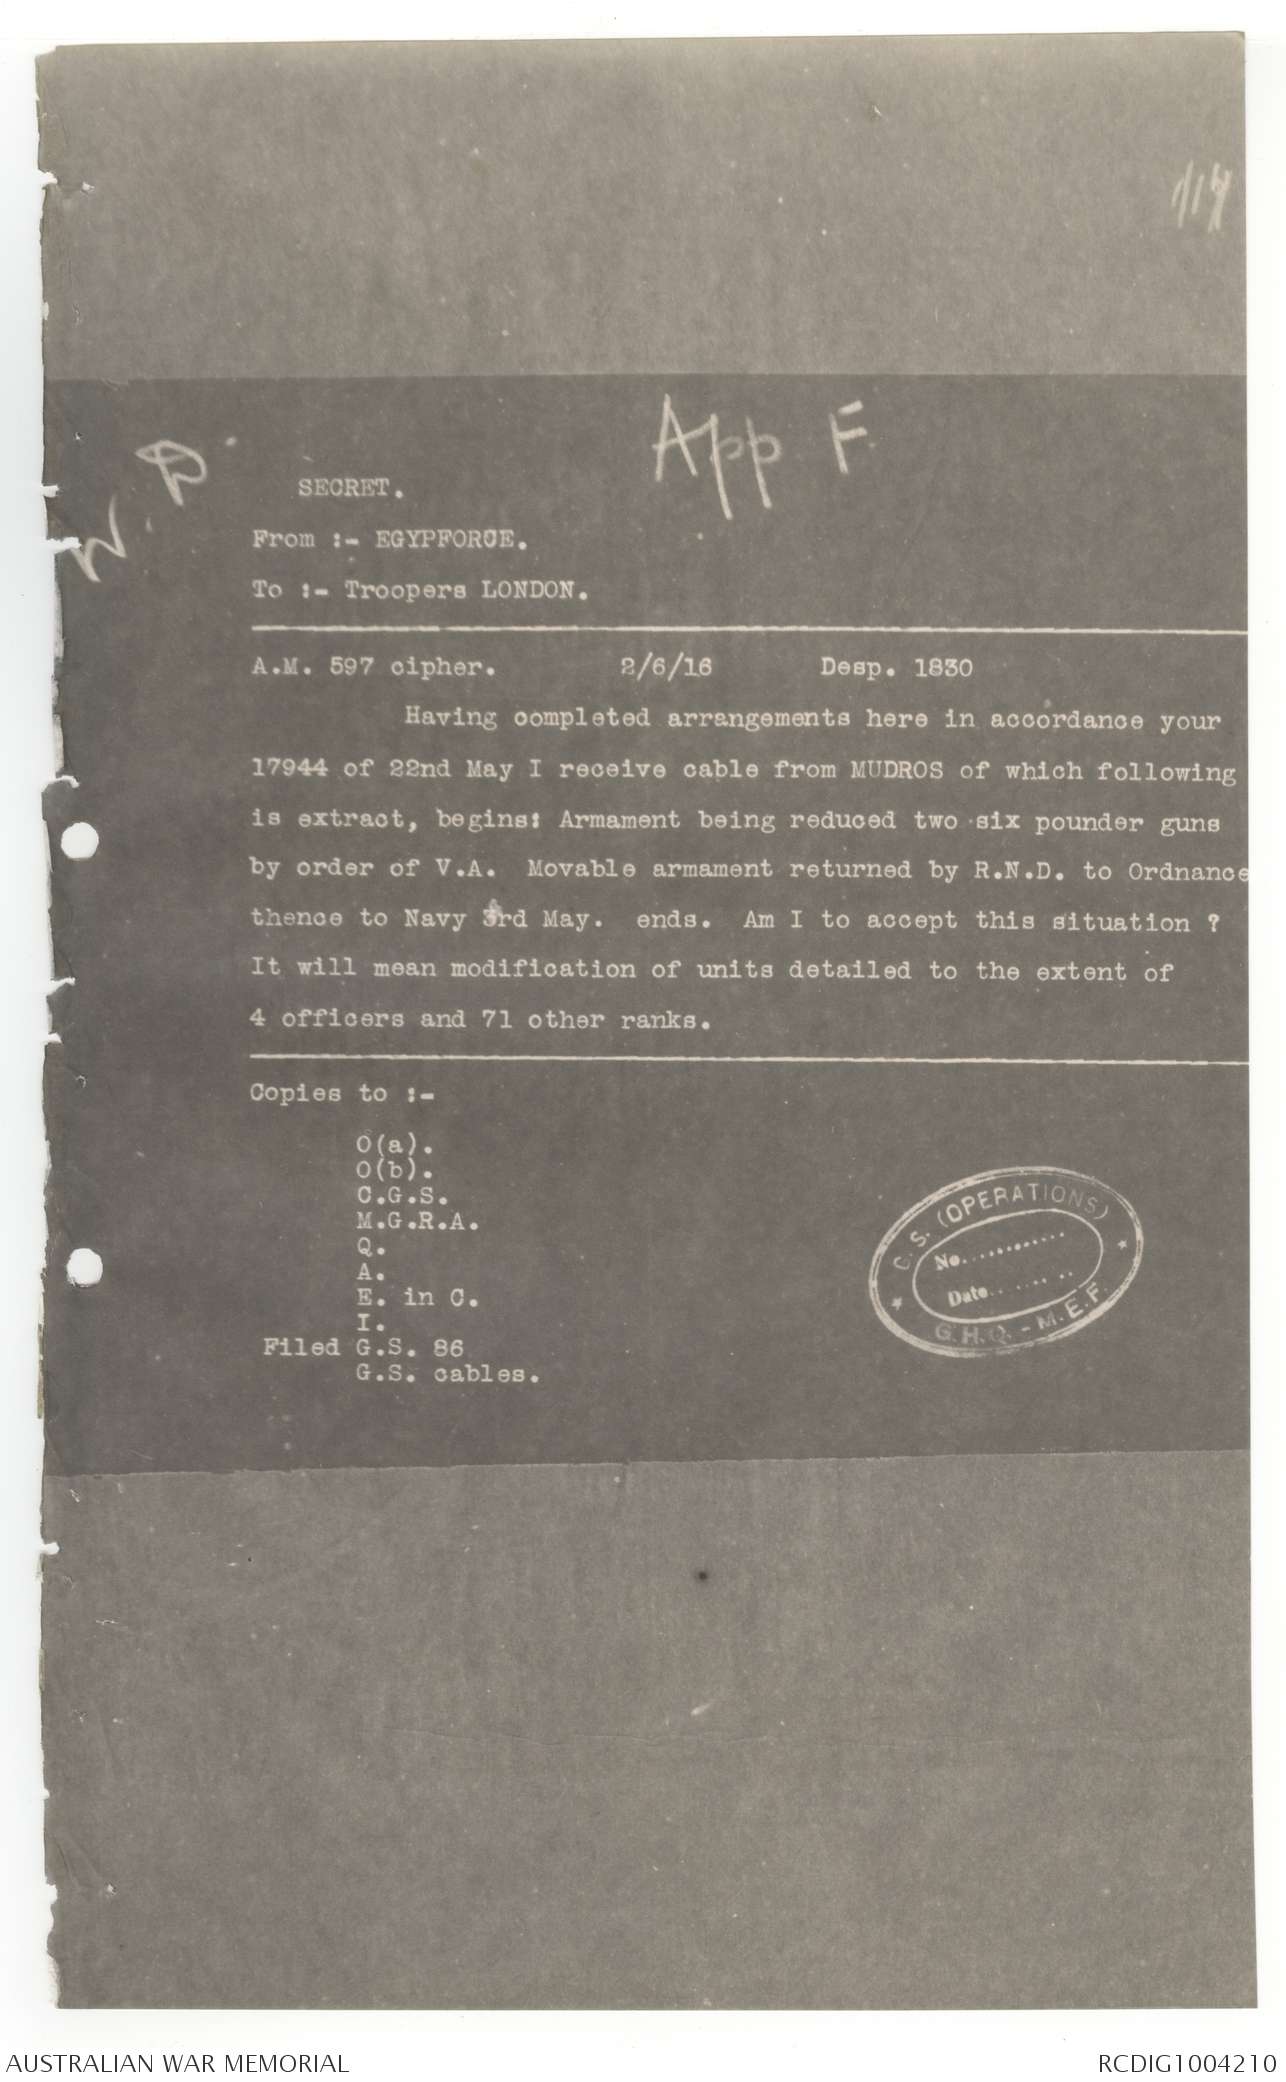 117
App F.
W.D.
SECRET.
From :- EGYPFORCE.
To :- Troopers LONDON.
A.M. 597 cipher. 2/6/16 Desp. 1830
Having completed arrangements here in accordance your
17944 of 22nd May I receive cable from MUDROS of which following
is extract, begins: Armament being reduced two six pounder guns
by order of V.A. Movable armament returned by R.N.D. to Ordnance
thence to Navy 3rd May. ends. Am I to accept this situation ?
It will mean modification of units detailed to the extent of
4 officers and 71 other ranks.
Copies to :-
O(a).
O(b).
C.G.S.
M.G.R.A.
Q.
A.
E. in C.
I.
Filed G.S. 86
G.S. cables.
C. S. (OPERATIONS)
No.............
Date.........
G.H.Q. - M.E.F.
AUSTRALIAN WAR MEMORIAL
RCDIG1004210